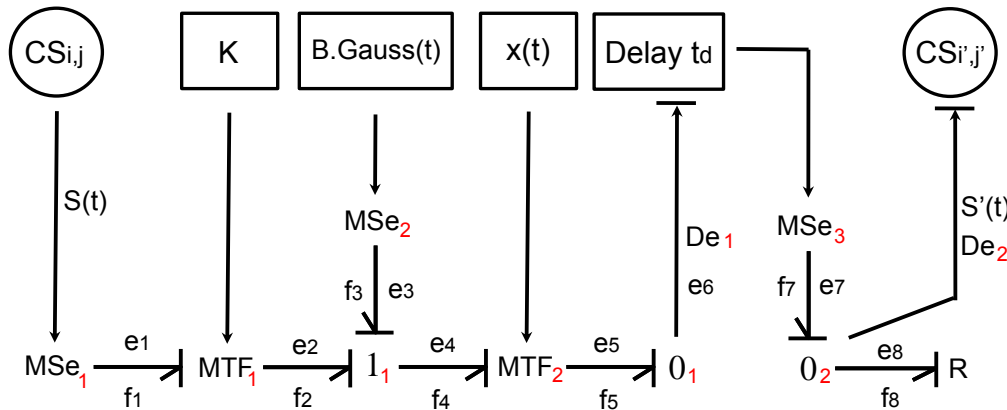 CSi,j K B.Gauss(t) x(t) Delay td CSi’,j’
S(t) MSe2 De1 MSe3 S’(t)
De2
f3 e3 e6 f7 e7
e1 e2 e4 e5 e8
MSe1 MTF1 11 MTF2 01 02 R
f1 f2 f4 f5 f8